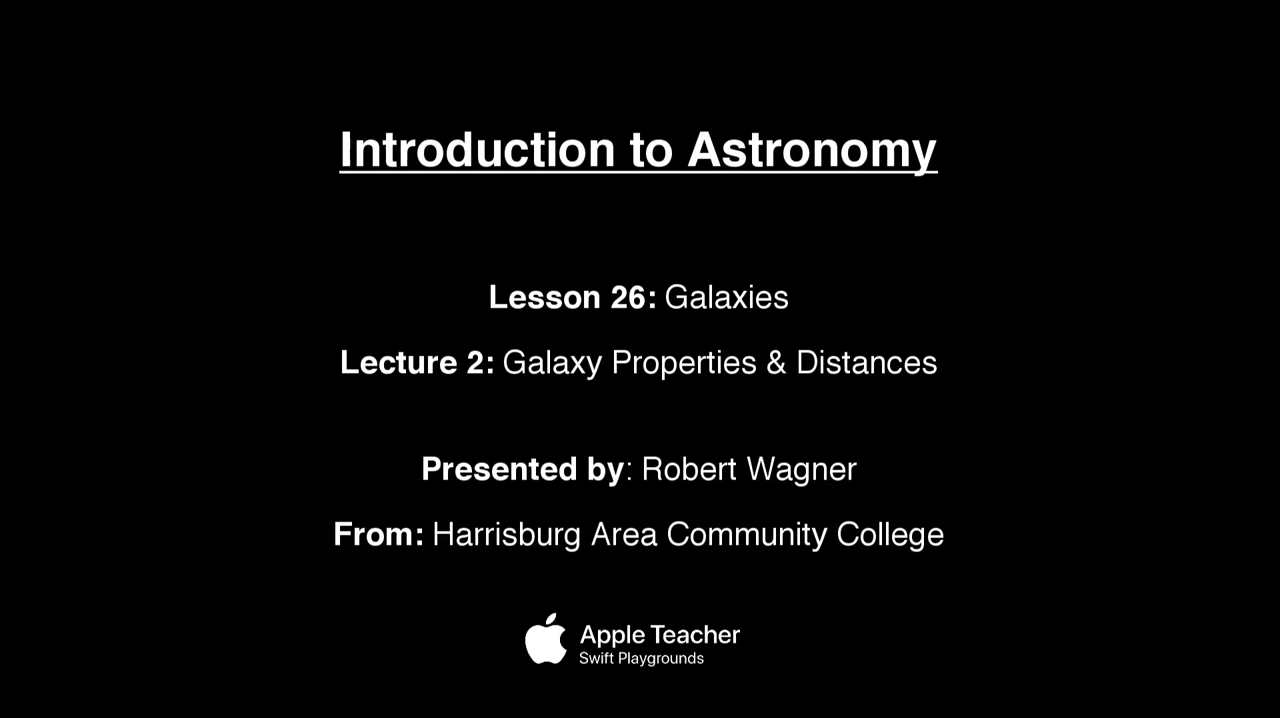 Introduction to Astronomy
Lesson 26: Galaxies
Lecture 2: Galaxy Properties & Distances
Presented by: Robert Wagner
From: Harrisburg Area Community College
Apple Teacher
Swift Playgrounds